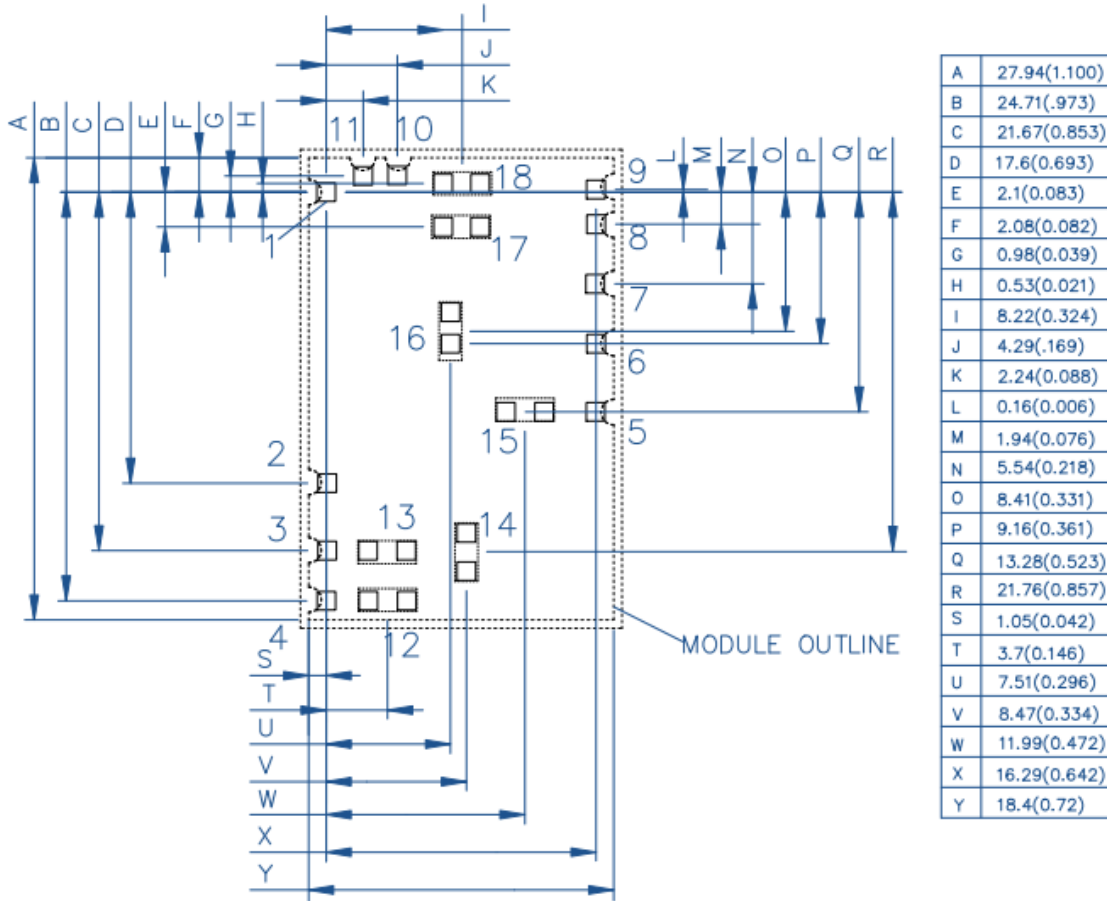 I
J
K
A B C D E F G H
11 10
L M N O P Q R
18
9
1
17
8
7
16
6
15
5
2
3
13
14
4
12
MODULE OUTLINE
S
T
U
V
W
X
Y
A 27.94(1.100)
B 24.71(.973)
C 21.67(0.853)
D 17.6(0.693)
E 2.1(0.083)
F 2.08(0.082)
G 0.98(0.039)
H 0.53(0.021)
I 8.22(0.324)
J 4.29(.169)
K 2.24(0.088)
L 0.16(0.006)
M 1.94(0.076)
N 5.54(0.218)
O 8.41(0.331)
P 9.16(0.361)
Q 13.28(0.523)
R 21.76(0.857)
S 1.05(0.042)
T 3.7(0.146)
U 7.51(0.296)
V 8.47(0.334)
W 11.99(0.472)
X 16.29(0.642)
Y 18.4(0.72)